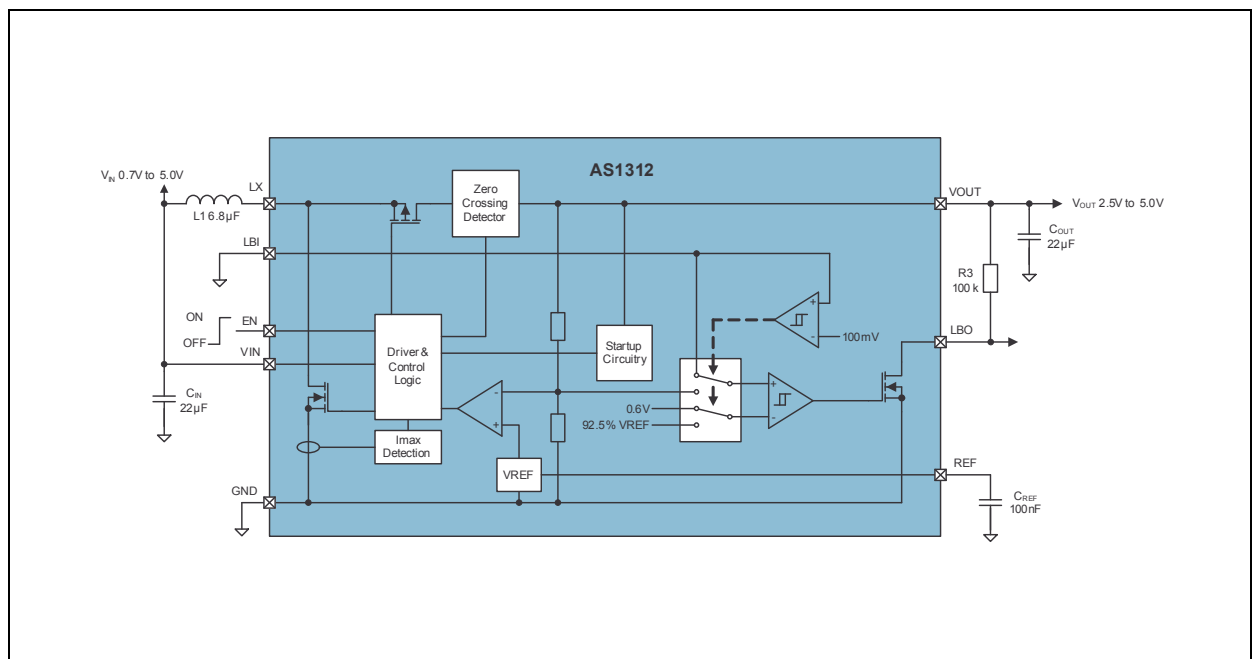 AS1312
VIN 0.7V to 5.0V
LX
L1 6.8µF
Zero
Crossing
Detector
VOUT
VOUT 2.5V to 5.0V
COUT
22µF
LBI
R3
100 k
ON
OFF
EN
VIN
Driver &
Control
Logic
Startup
Circuitry
+
-
100mV
LBO
CIN
22µF
-
+
0.6V
92.5% VREF
+
-
Imax
Detection
VREF
REF
CREF
100nF
GND